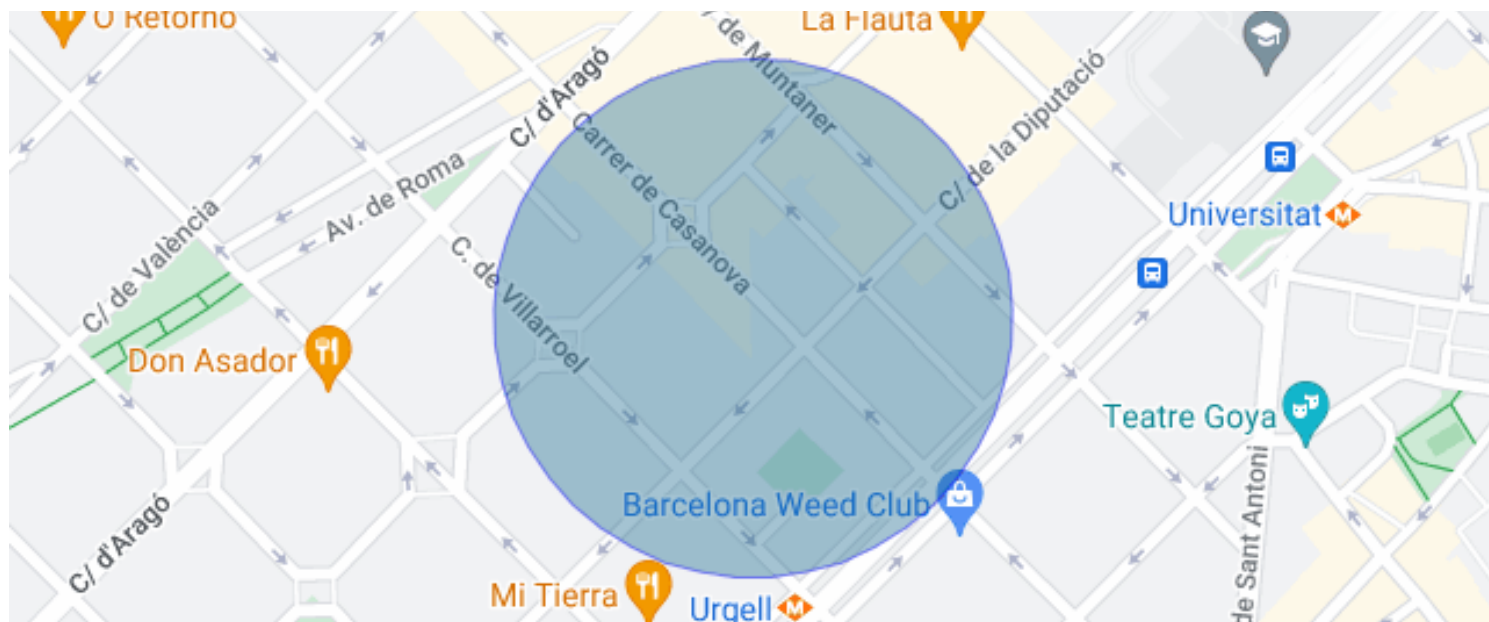 O Retorno
La Flauta
C/ d'Aragó
de Muntaner
C/ de la Diputació
Carrer de Casanova
Av. de Roma
Universitat
C/ de València
C. de Villarroel
Don Asador
Teatre Goya
Barcelona Weed Club
C/ d'Aragó
de Sant Antoni
Mi Tierra
Urgell